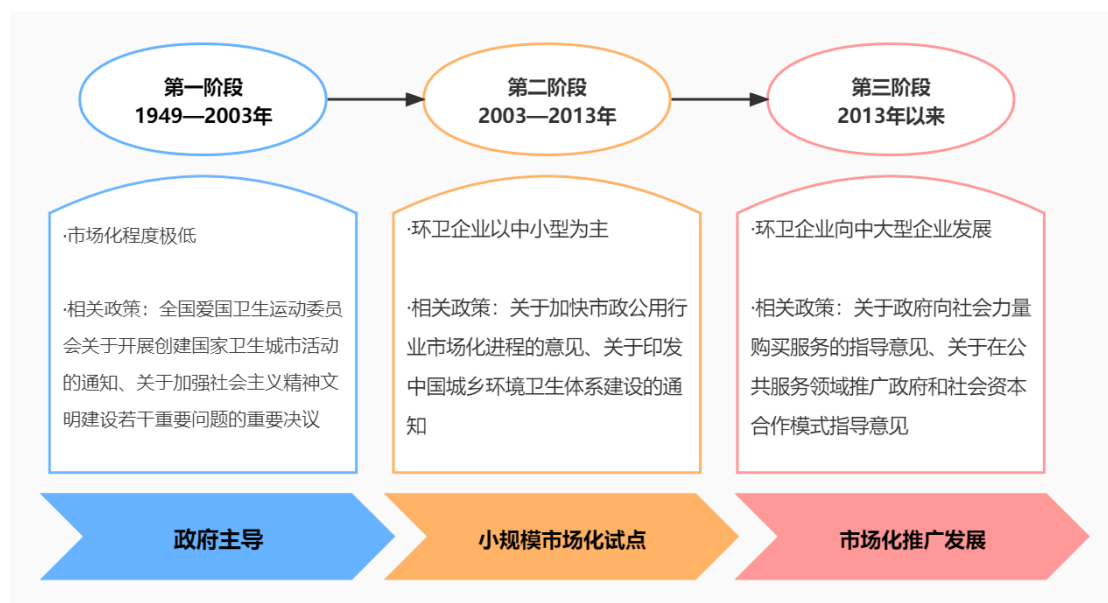 第一阶段
1949—2003年
第二阶段
2003—2013年
第三阶段
2013年以来
·市场化程度极低
·相关政策：全国爱国卫生运动委员
会关于开展创建国家卫生城市活动
的通知、关于加强社会主义精神文
明建设若干重要问题的重要决议
·环卫企业以中小型为主
·相关政策：关于加快市政公用行
业市场化进程的意见、关于印发
中国城乡环境卫生体系建设的通
知
·环卫企业向中大型企业发展
·相关政策：关于政府向社会力量
购买服务的指导意见、关于在公
共服务领域推广政府和社会资本
合作模式指导意见
政府主导
小规模市场化试点
市场化推广发展